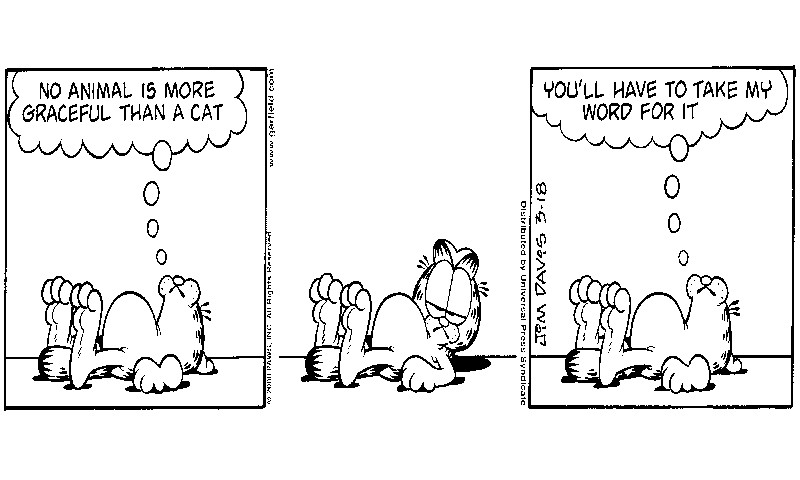 NO ANIMAL IS MORE
GRACEFUL THAN A CAT
www.garfield.com
© 2000 PAWS, INC. All Rights Reserved.
Distributed by Universal Press Syndicate
JIM DAVIS 3-18
YOU'LL HAVE TO TAKE MY
WORD FOR IT